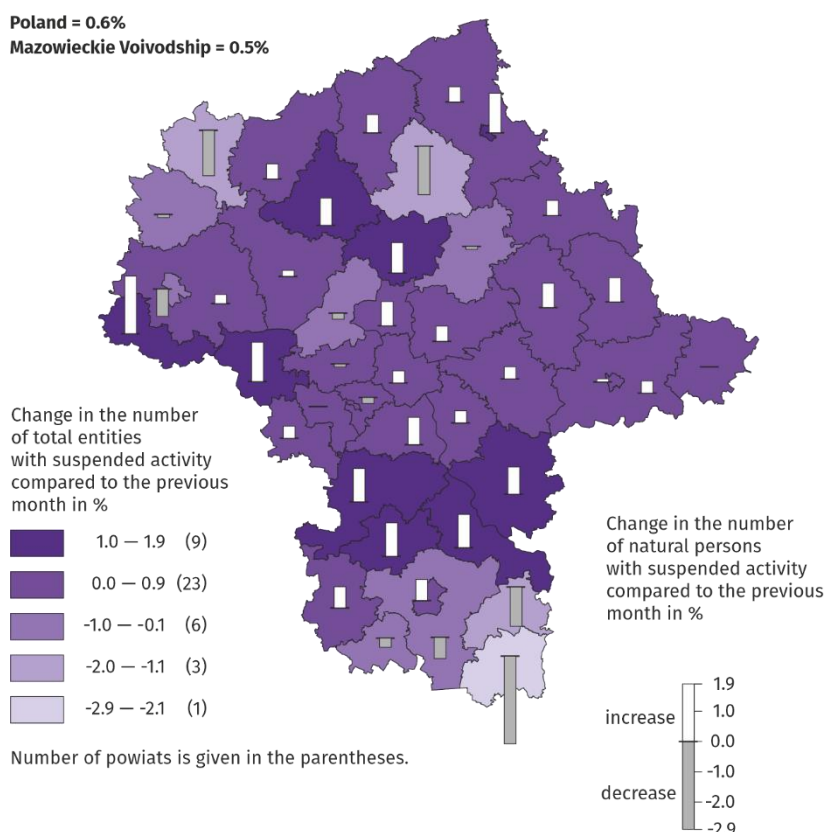 Poland = 0.6%
Mazowieckie Voivodship = 0.5%
Change in the number
of total entities
with suspended activity
compared to the previous
month in %
1.0 — 1.9 (9)
0.0 — 0.9 (23)
-1.0 — -0.1 (6)
-2.0 — -1.1 (3)
-2.9 — -2.1 (1)
Number of powiats is given in the parentheses.
Change in the number
of natural persons
with suspended activity
compared to the previous
month in %
1.9
increase
1.0
0.0
-1.0
decrease
-2.0
-2.9